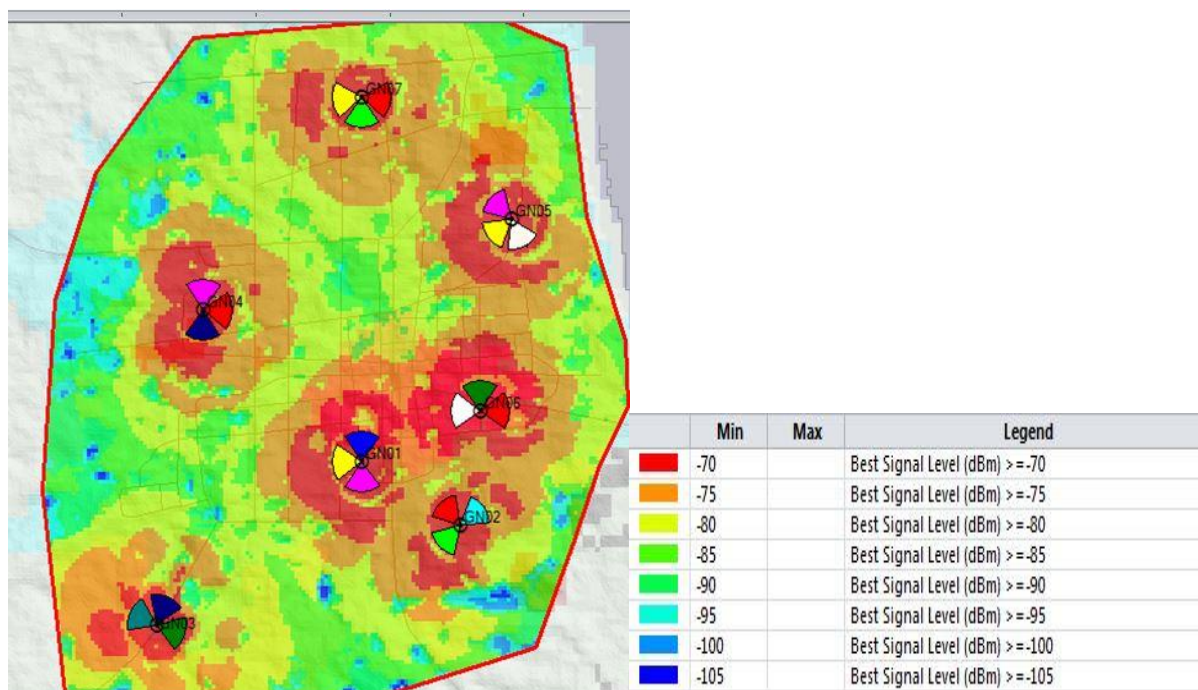 GN07
GN05
GN04
GN06
GN01
GN02
GN03
Min Max Legend
-70 Best Signal Level (dBm) >=-70
-75 Best Signal Level (dBm) >=-75
-80 Best Signal Level (dBm) >=-80
-85 Best Signal Level (dBm) >=-85
-90 Best Signal Level (dBm) >=-90
-95 Best Signal Level (dBm) >=-95
-100 Best Signal Level (dBm) >=-100
-105 Best Signal Level (dBm) >=-105